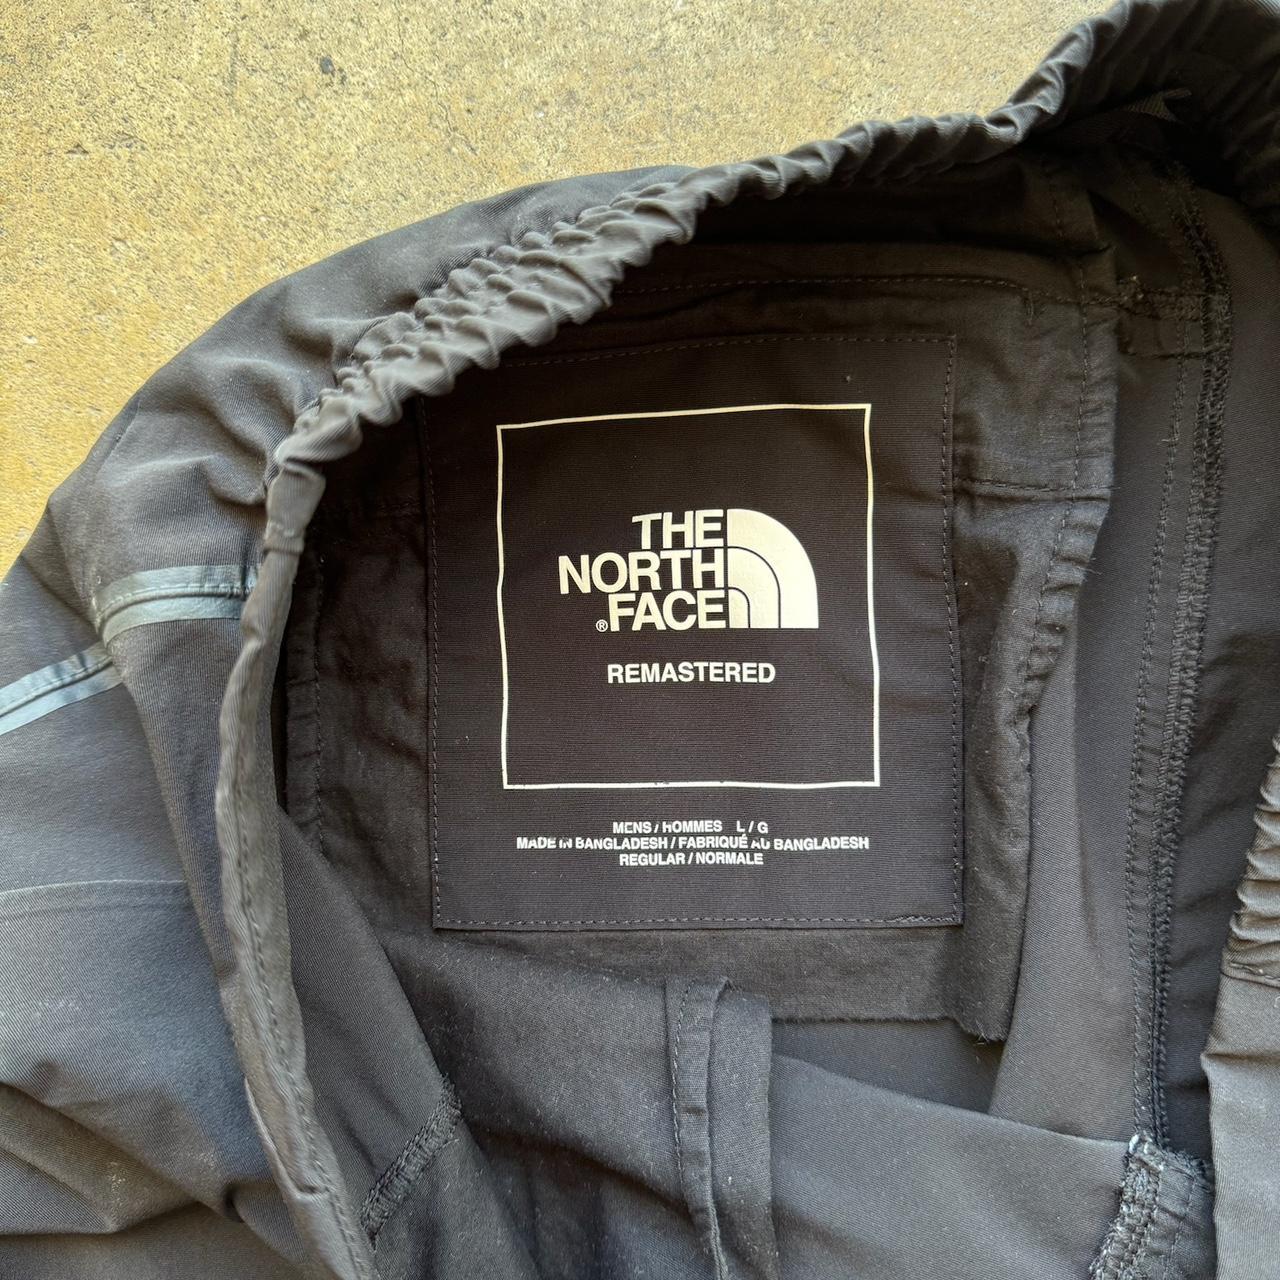 THE
NORTH
®FACE
REMASTERED
MENS / HOMMES L / G
MADE IN BANGLADESH / FABRIQUÉ AU BANGLADESH
REGULAR / NORMALE